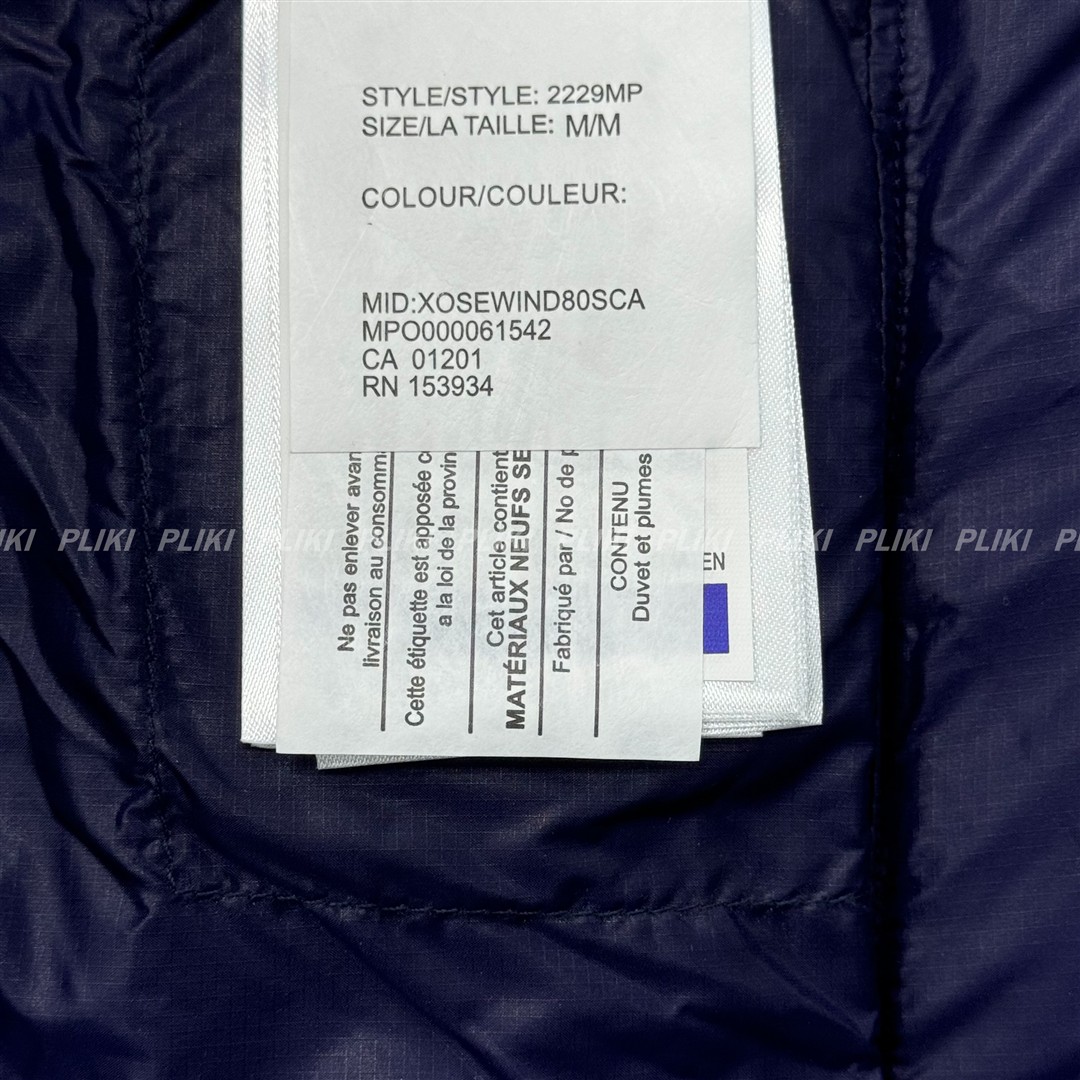 STYLE/STYLE: 2229MP
SIZE/LA TAILLE: M/M
COLOUR/COULEUR:
MID:XOSEWIND80SCA
MPO000061542
CA 01201
RN 153934
Ne pas enlever avan
livraison au consomm
Cette étiquette est apposée c
a la loi de la provin
Cet article contient
MATÉRIAUX NEUFS SE
Fabriqué par / No de p
CONTENU
Duvet et plumes
EN
PLIKI PLIKI PLIKI PLIKI PLIKI PLIKI PLIKI PLIKI PLIKI PLIKI